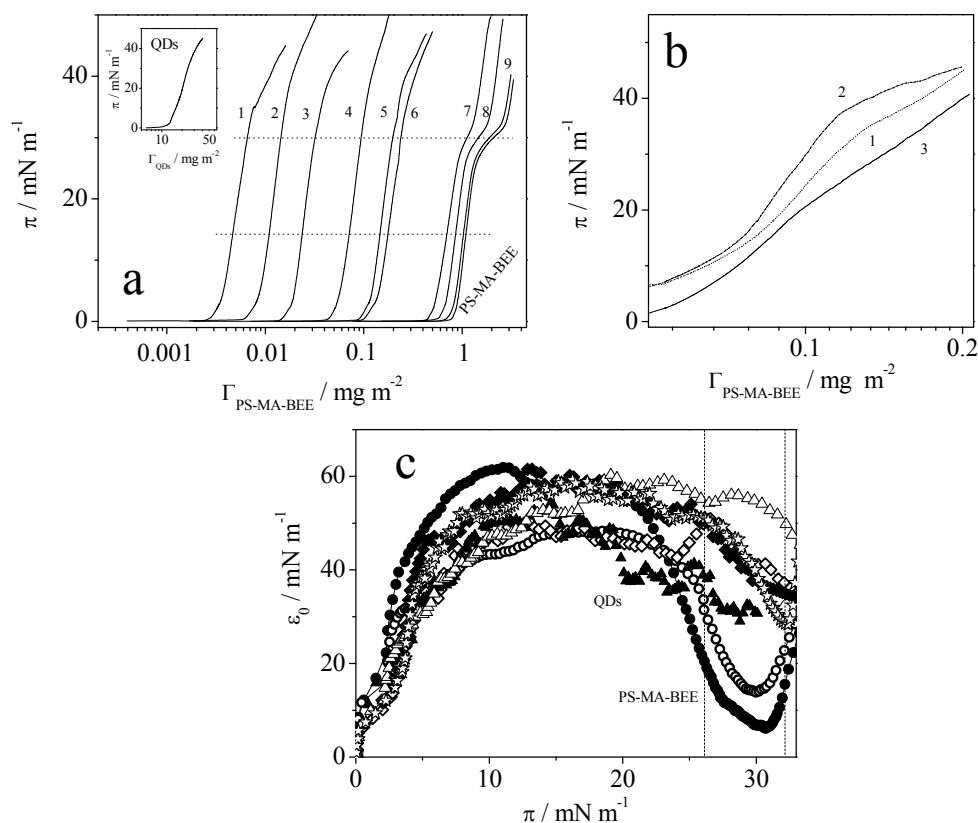 a
π / mN m⁻¹
40
20
0
0.001
0.01
0.1
1
Γ_PS-MA-BEE / mg m⁻²
1
2
3
4
5
6
7
8
9
PS-MA-BEE
QDs
π / mN m⁻¹
40
20
0
10
50
Γ_QDs / mg m⁻²
b
π / mN m⁻¹
40
20
0
0.1
0.2
Γ_PS-MA-BEE / mg m⁻²
2
1
3
c
ε₀ / mN m⁻¹
60
40
20
0
0
10
20
30
π / mN m⁻¹
QDs
PS-MA-BEE